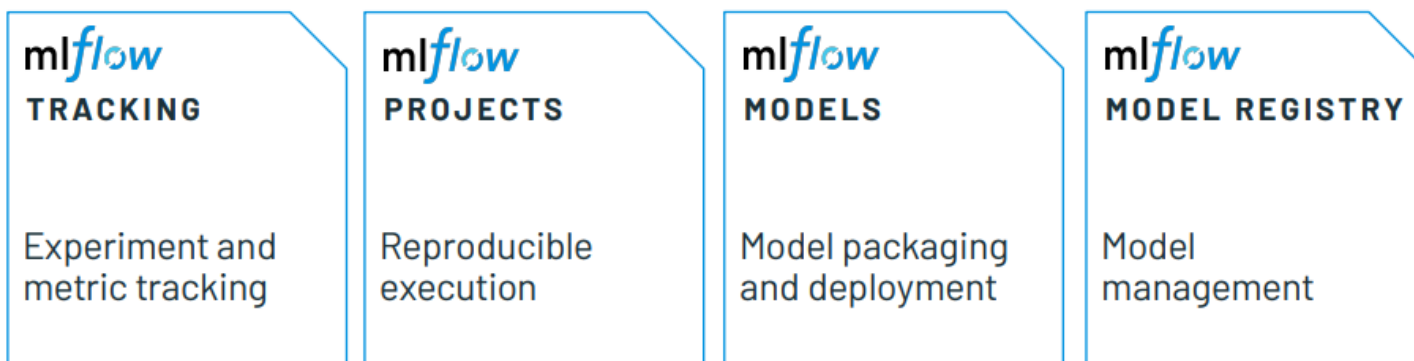 mlflow
TRACKING
Experiment and
metric tracking
mlflow
PROJECTS
Reproducible
execution
mlflow
MODELS
Model packaging
and deployment
mlflow
MODEL REGISTRY
Model
management